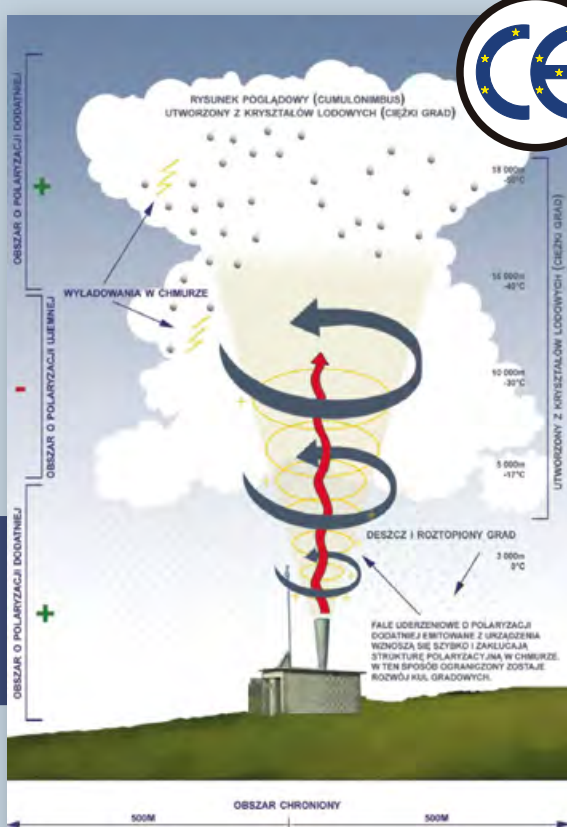 CE
RYSUNEK POGLĄDOWY (CUMULONIMBUS)
UTWORZONY Z KRYSZTAŁÓW LODOWYCH (CIĘŻKI GRAD)
OBSZAR O POLARYZACJI DODATNIEJ
+
18 000m
-50°C
WYŁADOWANIA W CHMURZE
14 000m
-40°C
OBSZAR O POLARYZACJI UJEMNEJ
-
10 000m
-30°C
UTWORZONY Z KRYSZTAŁÓW LODOWYCH (CIĘŻKI GRAD)
5 000m
-17°C
OBSZAR O POLARYZACJI DODATNIEJ
+
DESZCZ I ROZTOPIONY GRAD
3 000m
0°C
FALE UDERZENIOWE O POLARYZACJI
DODATNIEJ EMITOWANE Z URZĄDZENIA
WZNOSZĄ SIĘ SZYBKO I ZAKŁUCAJĄ
STRUKTURĘ POLARYZACYJNĄ W CHMURZE.
W TEN SPOSÓB OGRANICZONY ZOSTAJE
ROZWÓJ KUL GRADOWYCH.
OBSZAR CHRONIONY
500M
500M